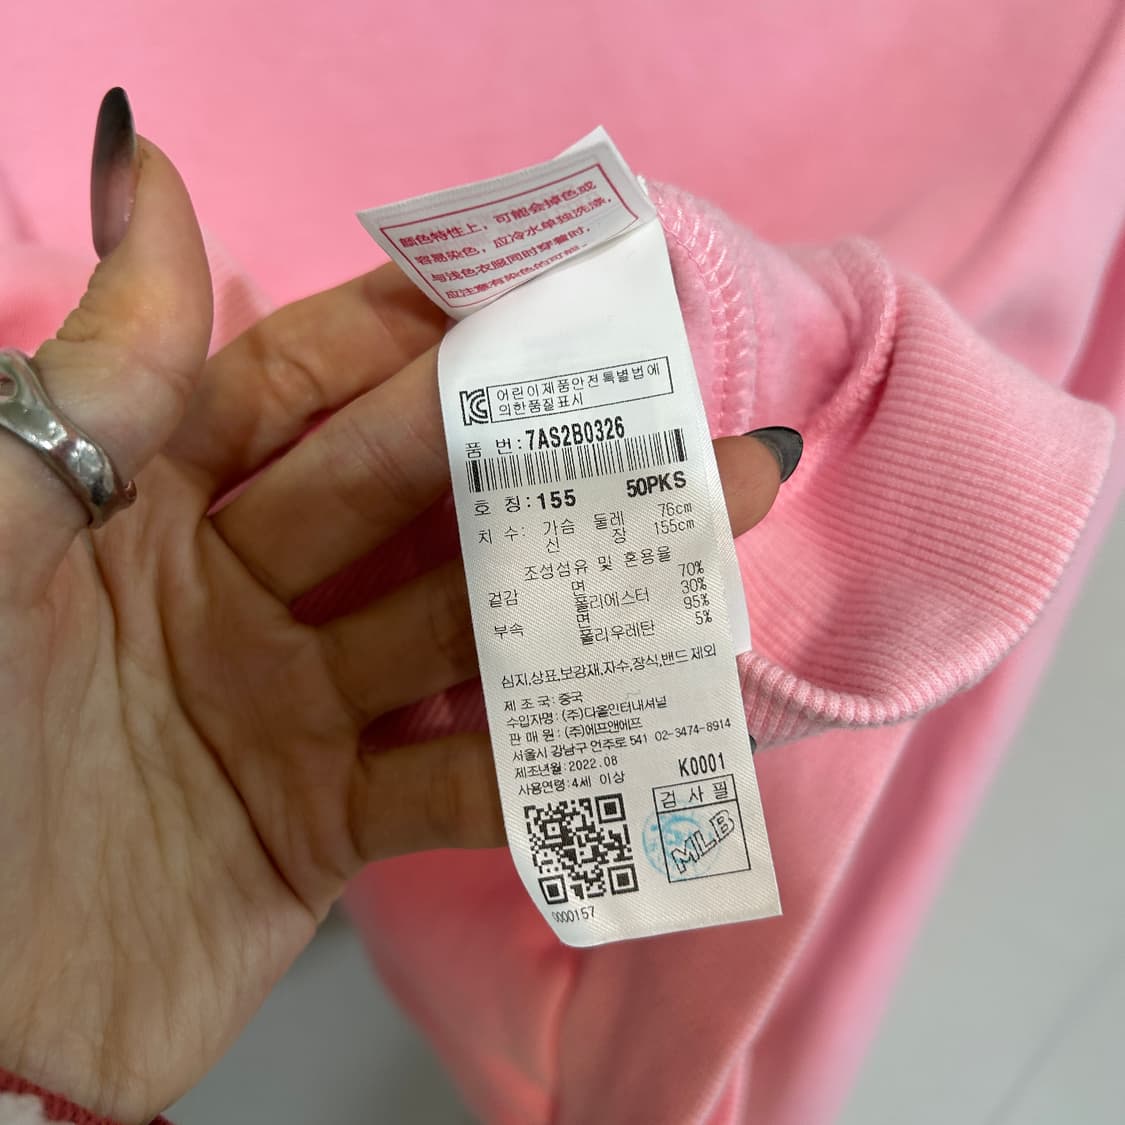 颜色特性上，可能会掉色或
容易染色，应冷水单独洗涤，
与浅色衣服同时穿着时，
应注意有染色的可能。
어린이제품안전특별법에
의한품질표시
품 번:7AS2B0326
호 칭:155 50PKS
치 수: 가슴 둘레 76cm
신 장 155cm
조성섬유 및 혼용율
겉감 면 70%
폴리에스터 30%
부속 면 95%
폴리우레탄 5%
심지,상표,보강재,자수,장식,밴드 제외
제 조 국:중국
수입자명:(주)다올인터내셔널
판 매 원:(주)에프앤에프
서울시 강남구 언주로 541 02-3474-8914
제조년월:2022.08
사용연령:4세 이상
K0001
검 사 필
MLB
0000157